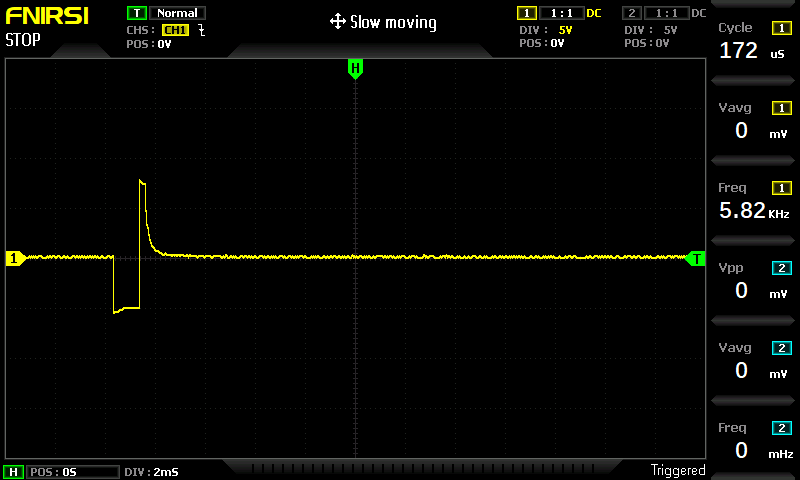 FNIRSI
STOP
T Normal
CHS: CH1
POS: 0V
Slow moving
1 1:1 DC
DIV: 5V
POS: 0V
2 1:1 DC
DIV: 5V
POS: 0V
H
1
T
Cycle 1
172 uS
Vavg 1
0 mV
Freq 1
5.82 KHz
Vpp 2
0 mV
Vavg 2
0 mV
Freq 2
0 mHz
H POS: 0S DIV: 2mS
Triggered